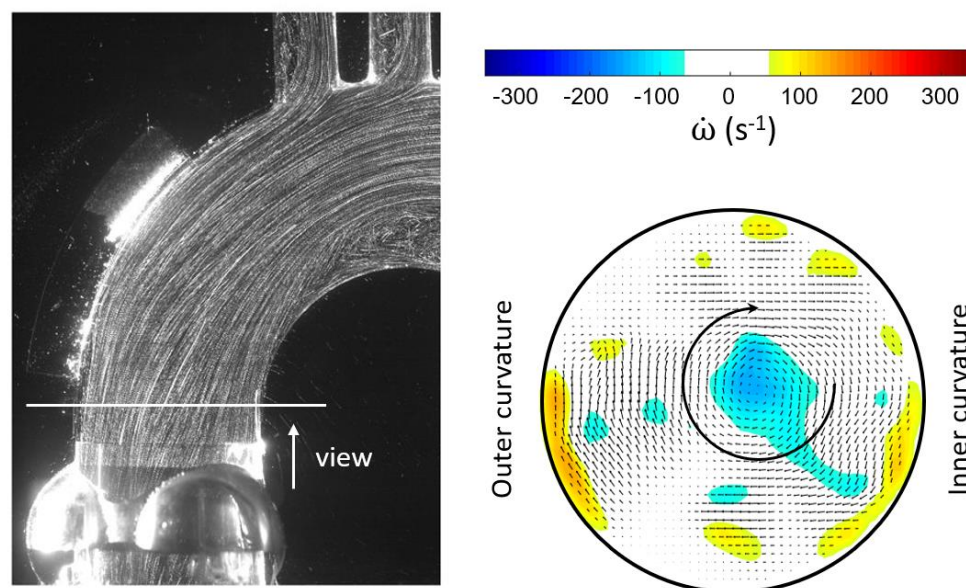 view
-300 -200 -100 0 100 200 300
ω̇ (s⁻¹)
Outer curvature
Inner curvature